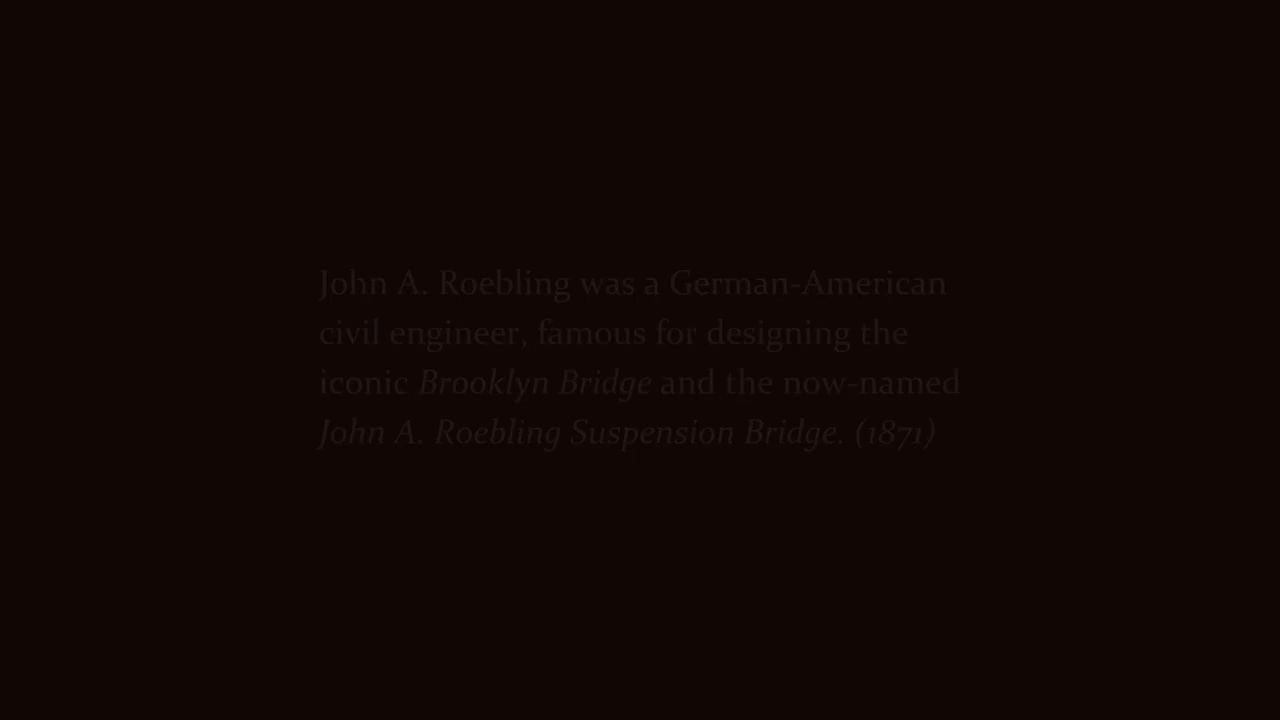 John A. Roebling was a German-American
civil engineer, famous for designing the
iconic Brooklyn Bridge and the now-named
John A. Roebling Suspension Bridge. (1871)